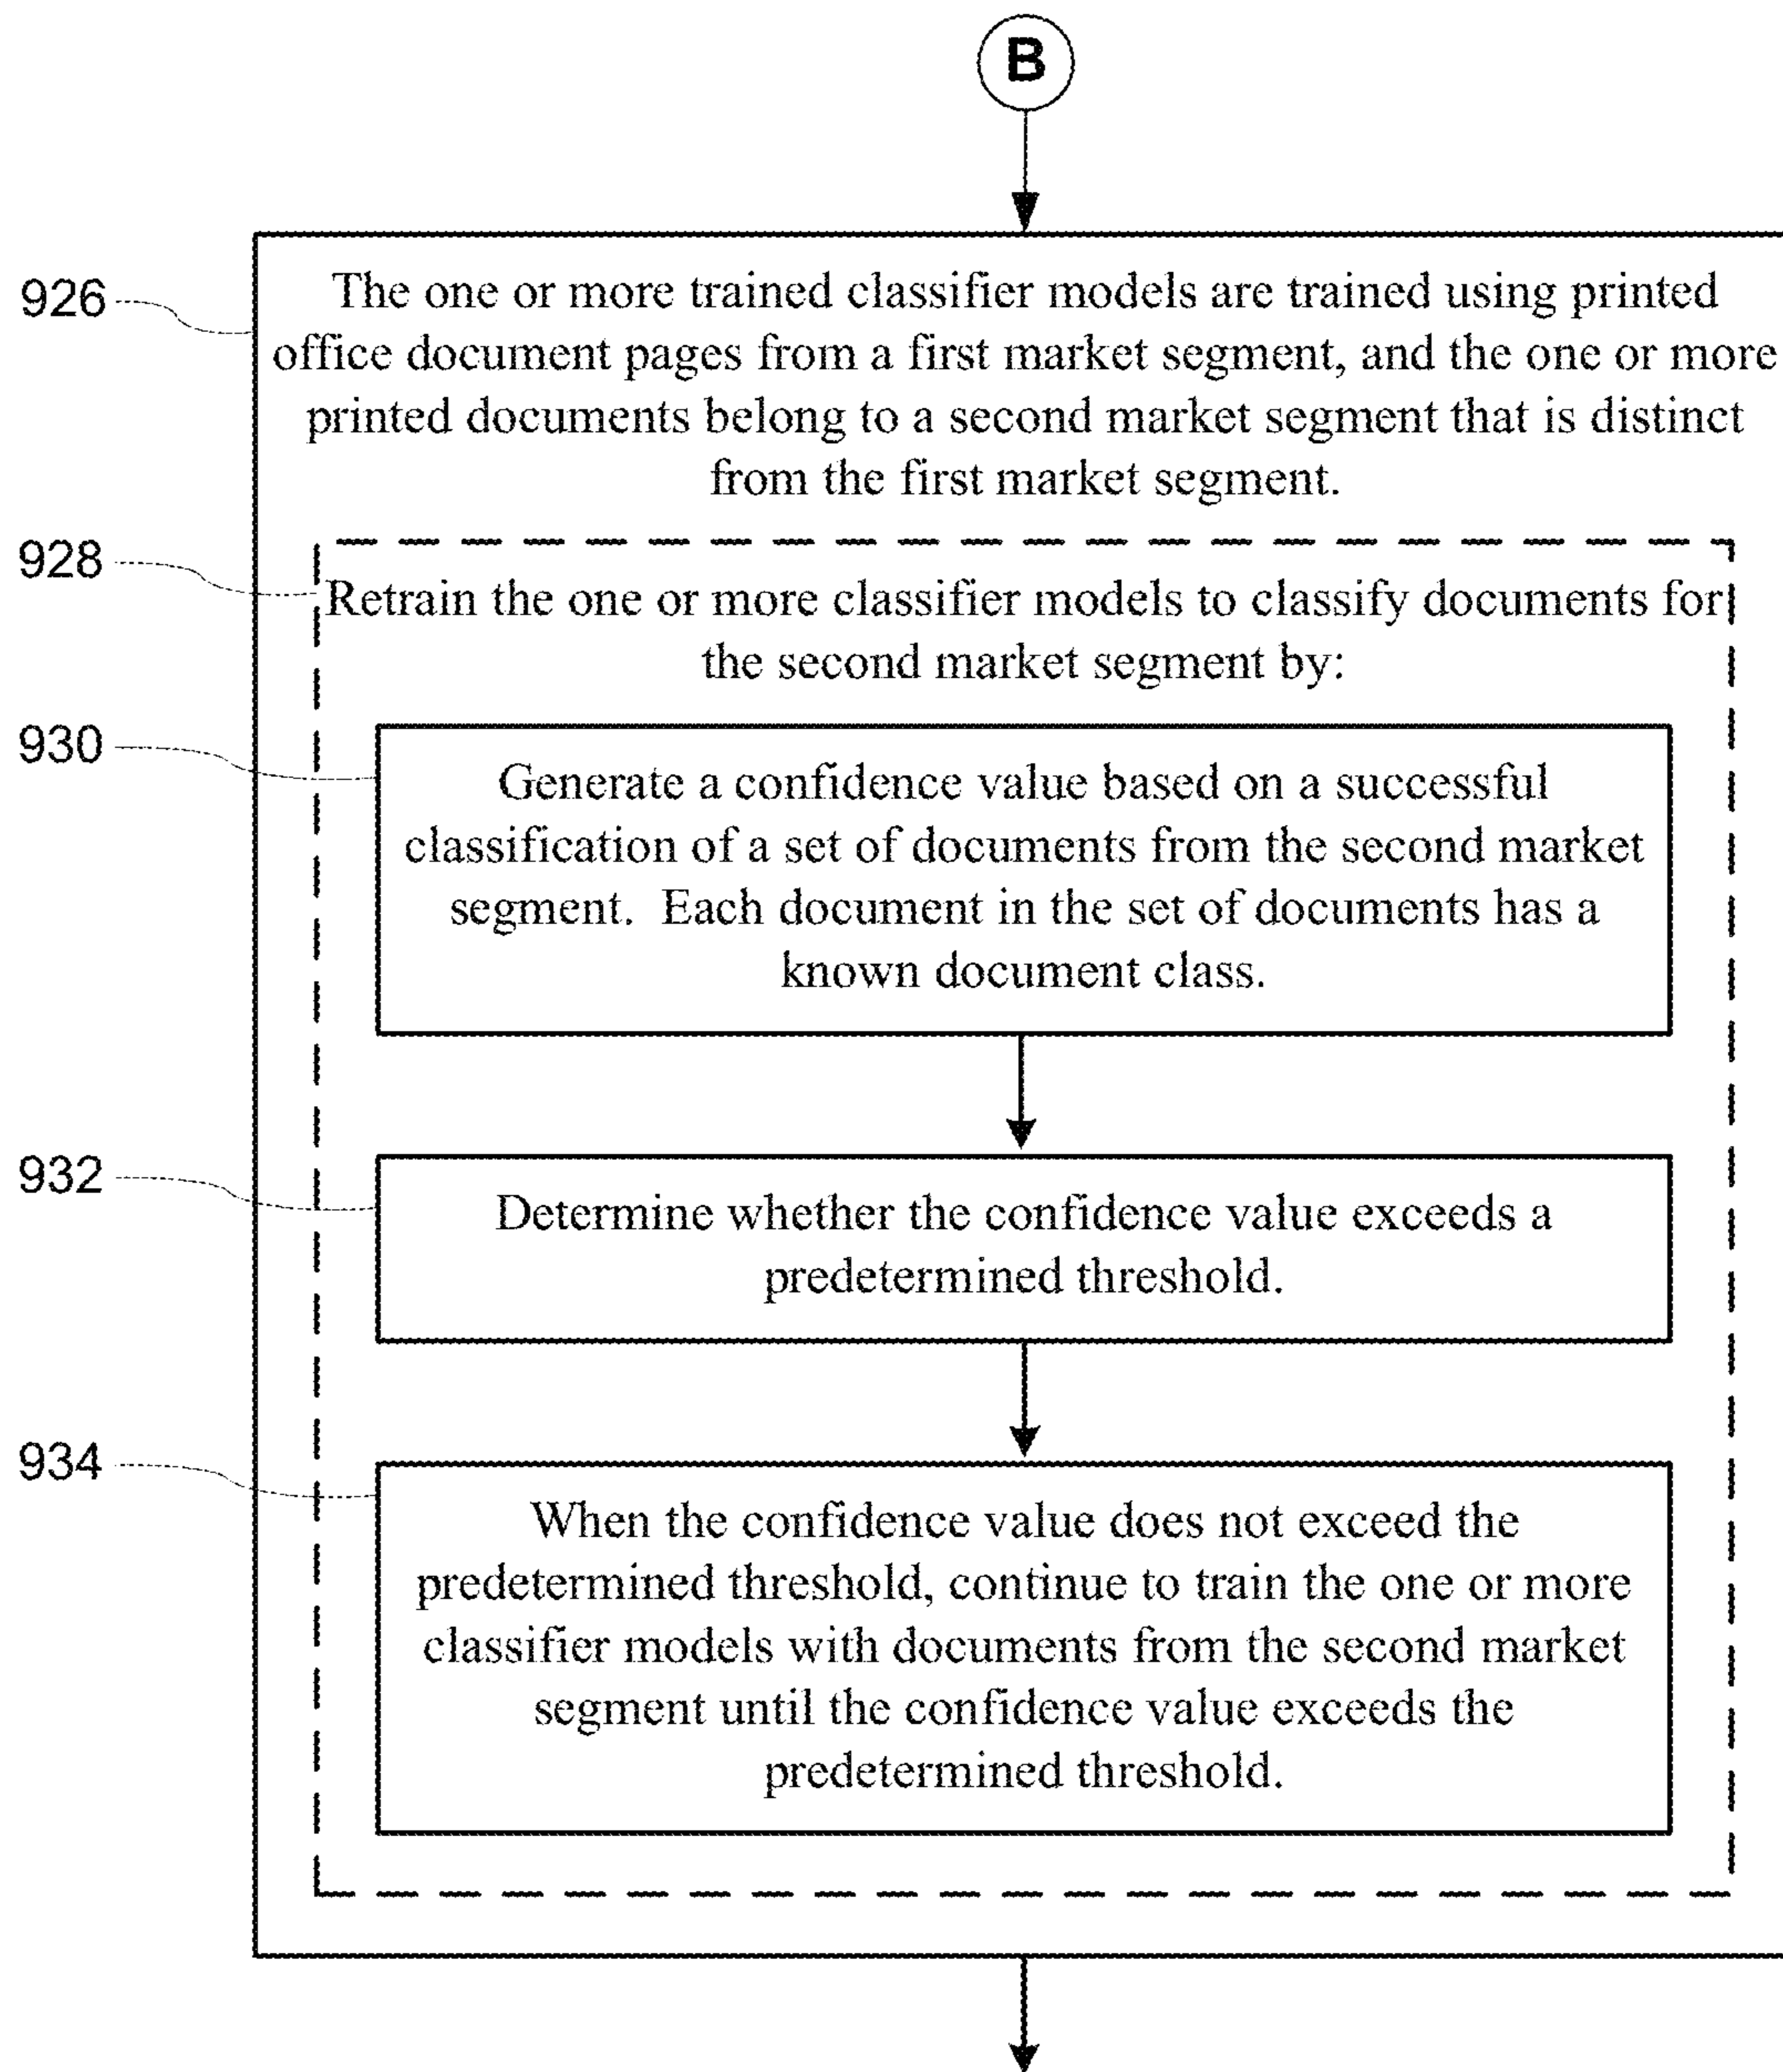 B
926
The one or more trained classifier models are trained using printed
office document pages from a first market segment, and the one or more
printed documents belong to a second market segment that is distinct
from the first market segment.
928
Retrain the one or more classifier models to classify documents for
the second market segment by:
930
Generate a confidence value based on a successful
classification of a set of documents from the second market
segment.  Each document in the set of documents has a
known document class.
932
Determine whether the confidence value exceeds a
predetermined threshold.
934
When the confidence value does not exceed the
predetermined threshold, continue to train the one or more
classifier models with documents from the second market
segment until the confidence value exceeds the
predetermined threshold.